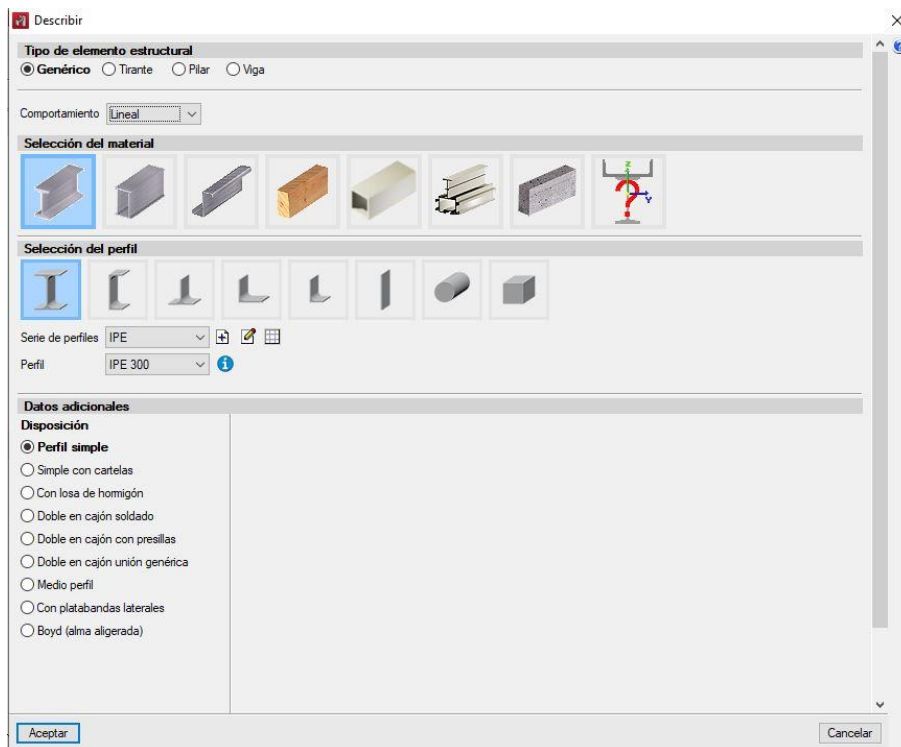 Describir
Tipo de elemento estructural
Genérico Tirante Pilar Viga
Comportamiento Lineal
Selección del material
Z
Y
Selección del perfil
Serie de perfiles IPE
Perfil IPE 300
Datos adicionales
Disposición
Perfil simple
Simple con cartelas
Con losa de hormigón
Doble en cajón soldado
Doble en cajón con presillas
Doble en cajón unión genérica
Medio perfil
Con platabandas laterales
Boyd (alma aligerada)
Aceptar Cancelar